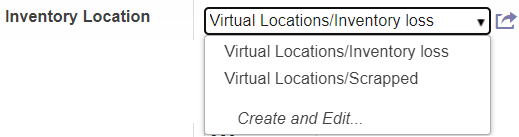 Inventory Location
Virtual Locations/Inventory loss
Virtual Locations/Inventory loss
Virtual Locations/Scrapped
Create and Edit...